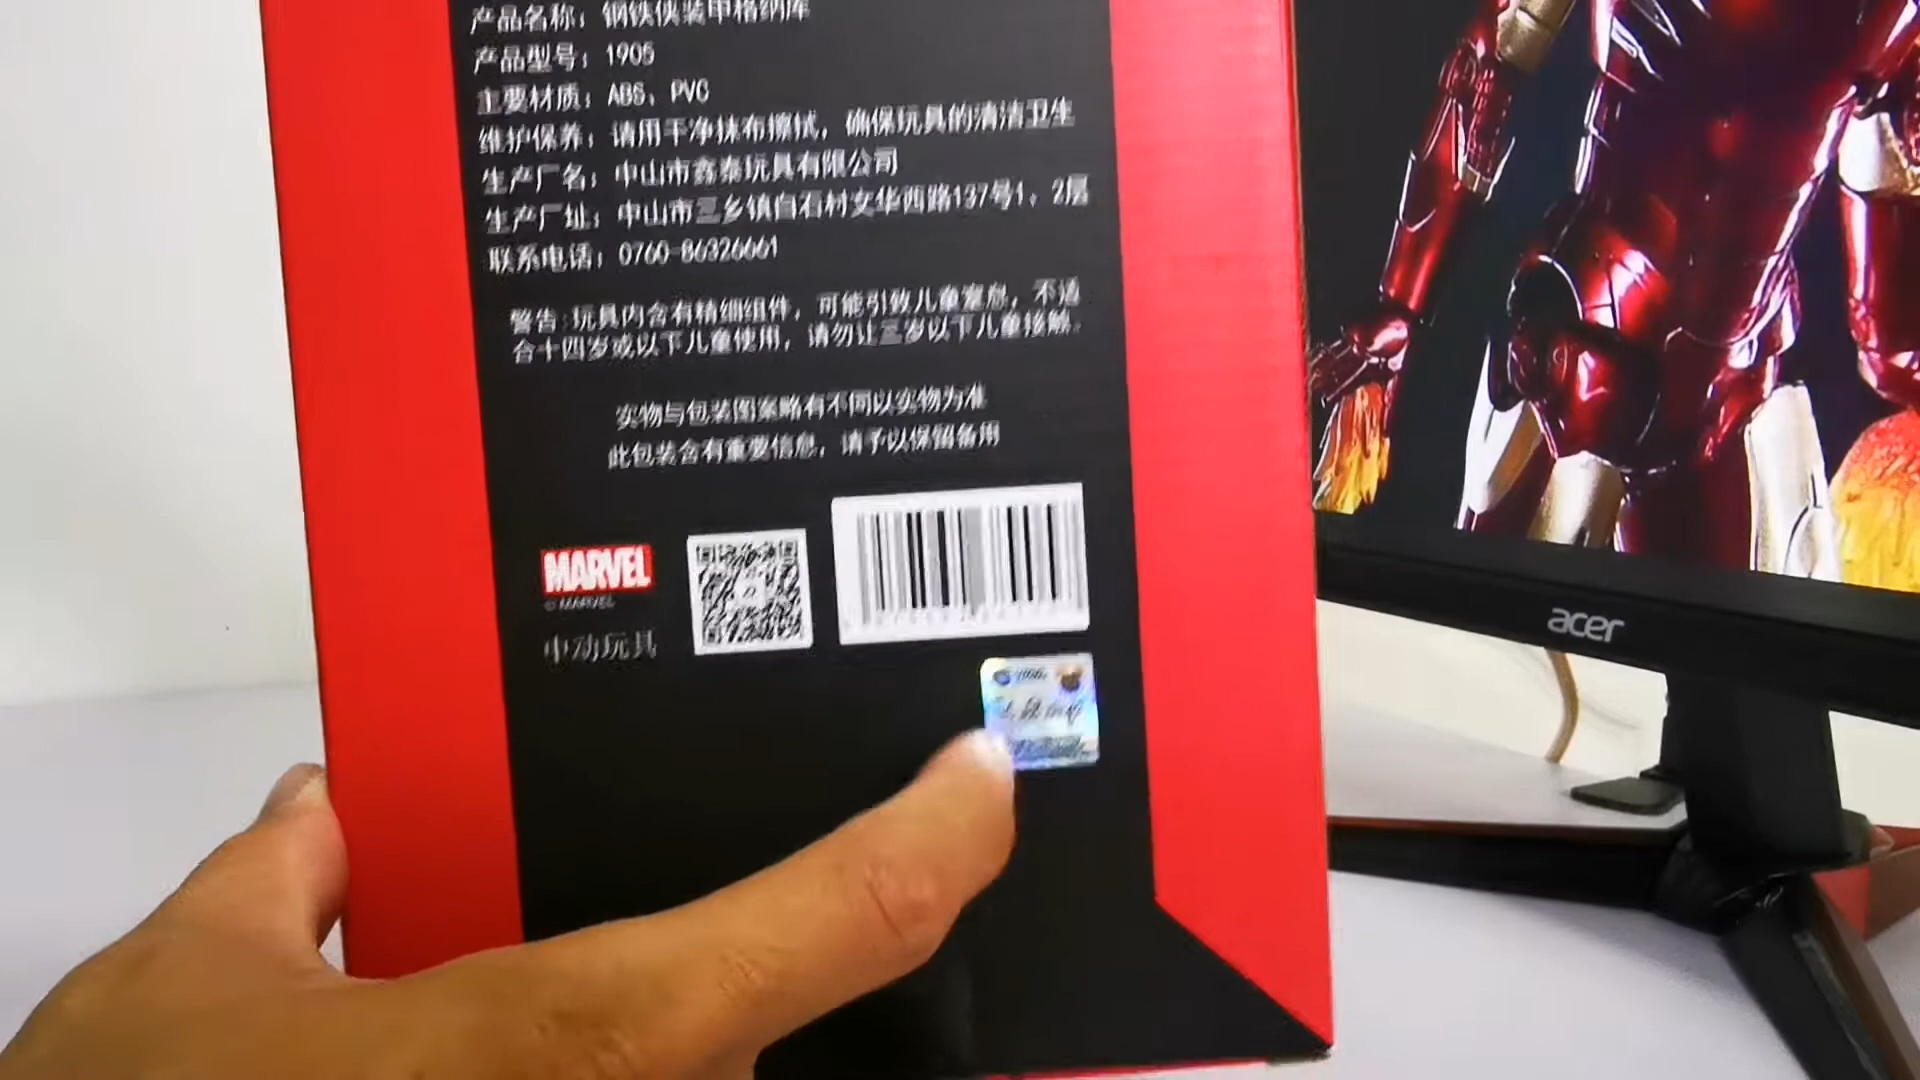 产品名称：钢铁侠装甲格纳库
产品型号：1905
主要材质：ABS、PVC
维护保养：请用干净抹布擦拭，确保玩具的清洁卫生
生产厂名：中山市鑫泰玩具有限公司
生产厂址：中山市三乡镇白石村文华西路137号1、2层
联系电话：0760-86326661
警告：玩具内含有精细组件，可能引致儿童窒息，不适
合十四岁或以下儿童使用，请勿让三岁以下儿童接触。
实物与包装图案略有不同以实物为准
此包装含有重要信息，请予以保留备用
MARVEL
© MARVEL
中动玩具
acer